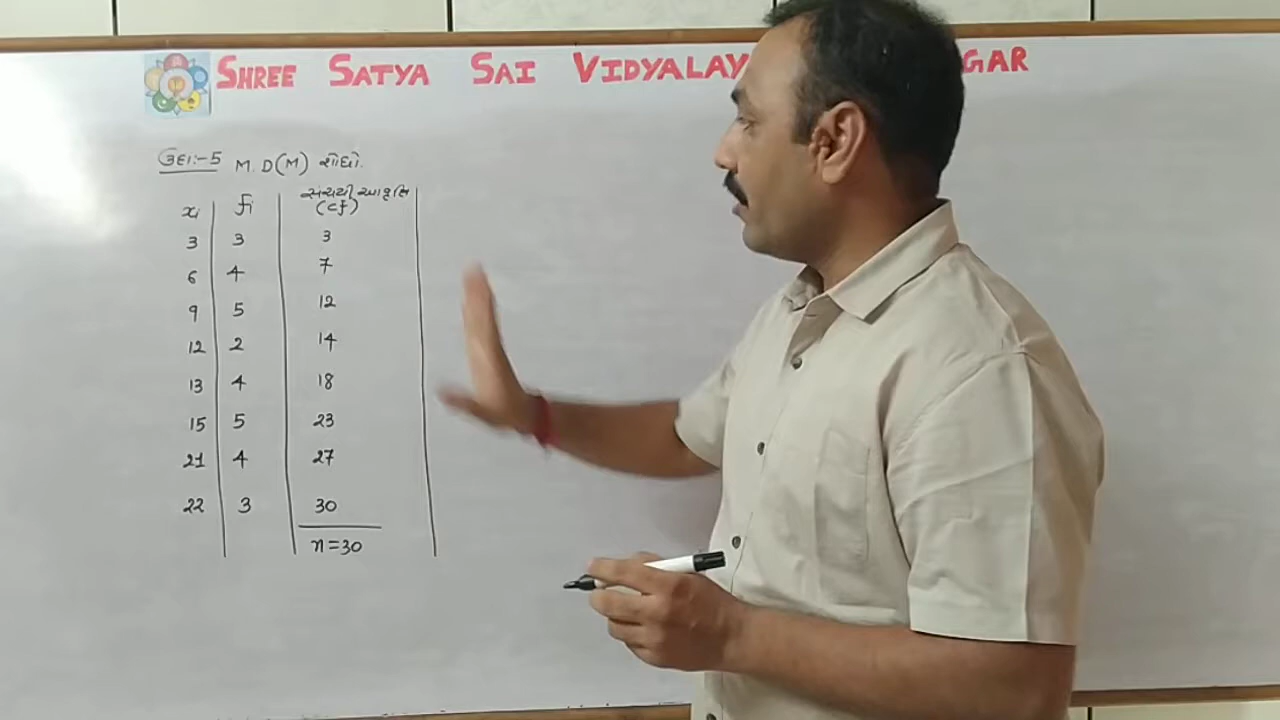 SHREE SATYA SAI VIDYALAY GAR
ઉદા:-5 M.D(M) શોધો.
xi fi સંચયી આવૃત્તિ (cf)
3 3 3
6 4 7
9 5 12
12 2 14
13 4 18
15 5 23
21 4 27
22 3 30
n=30